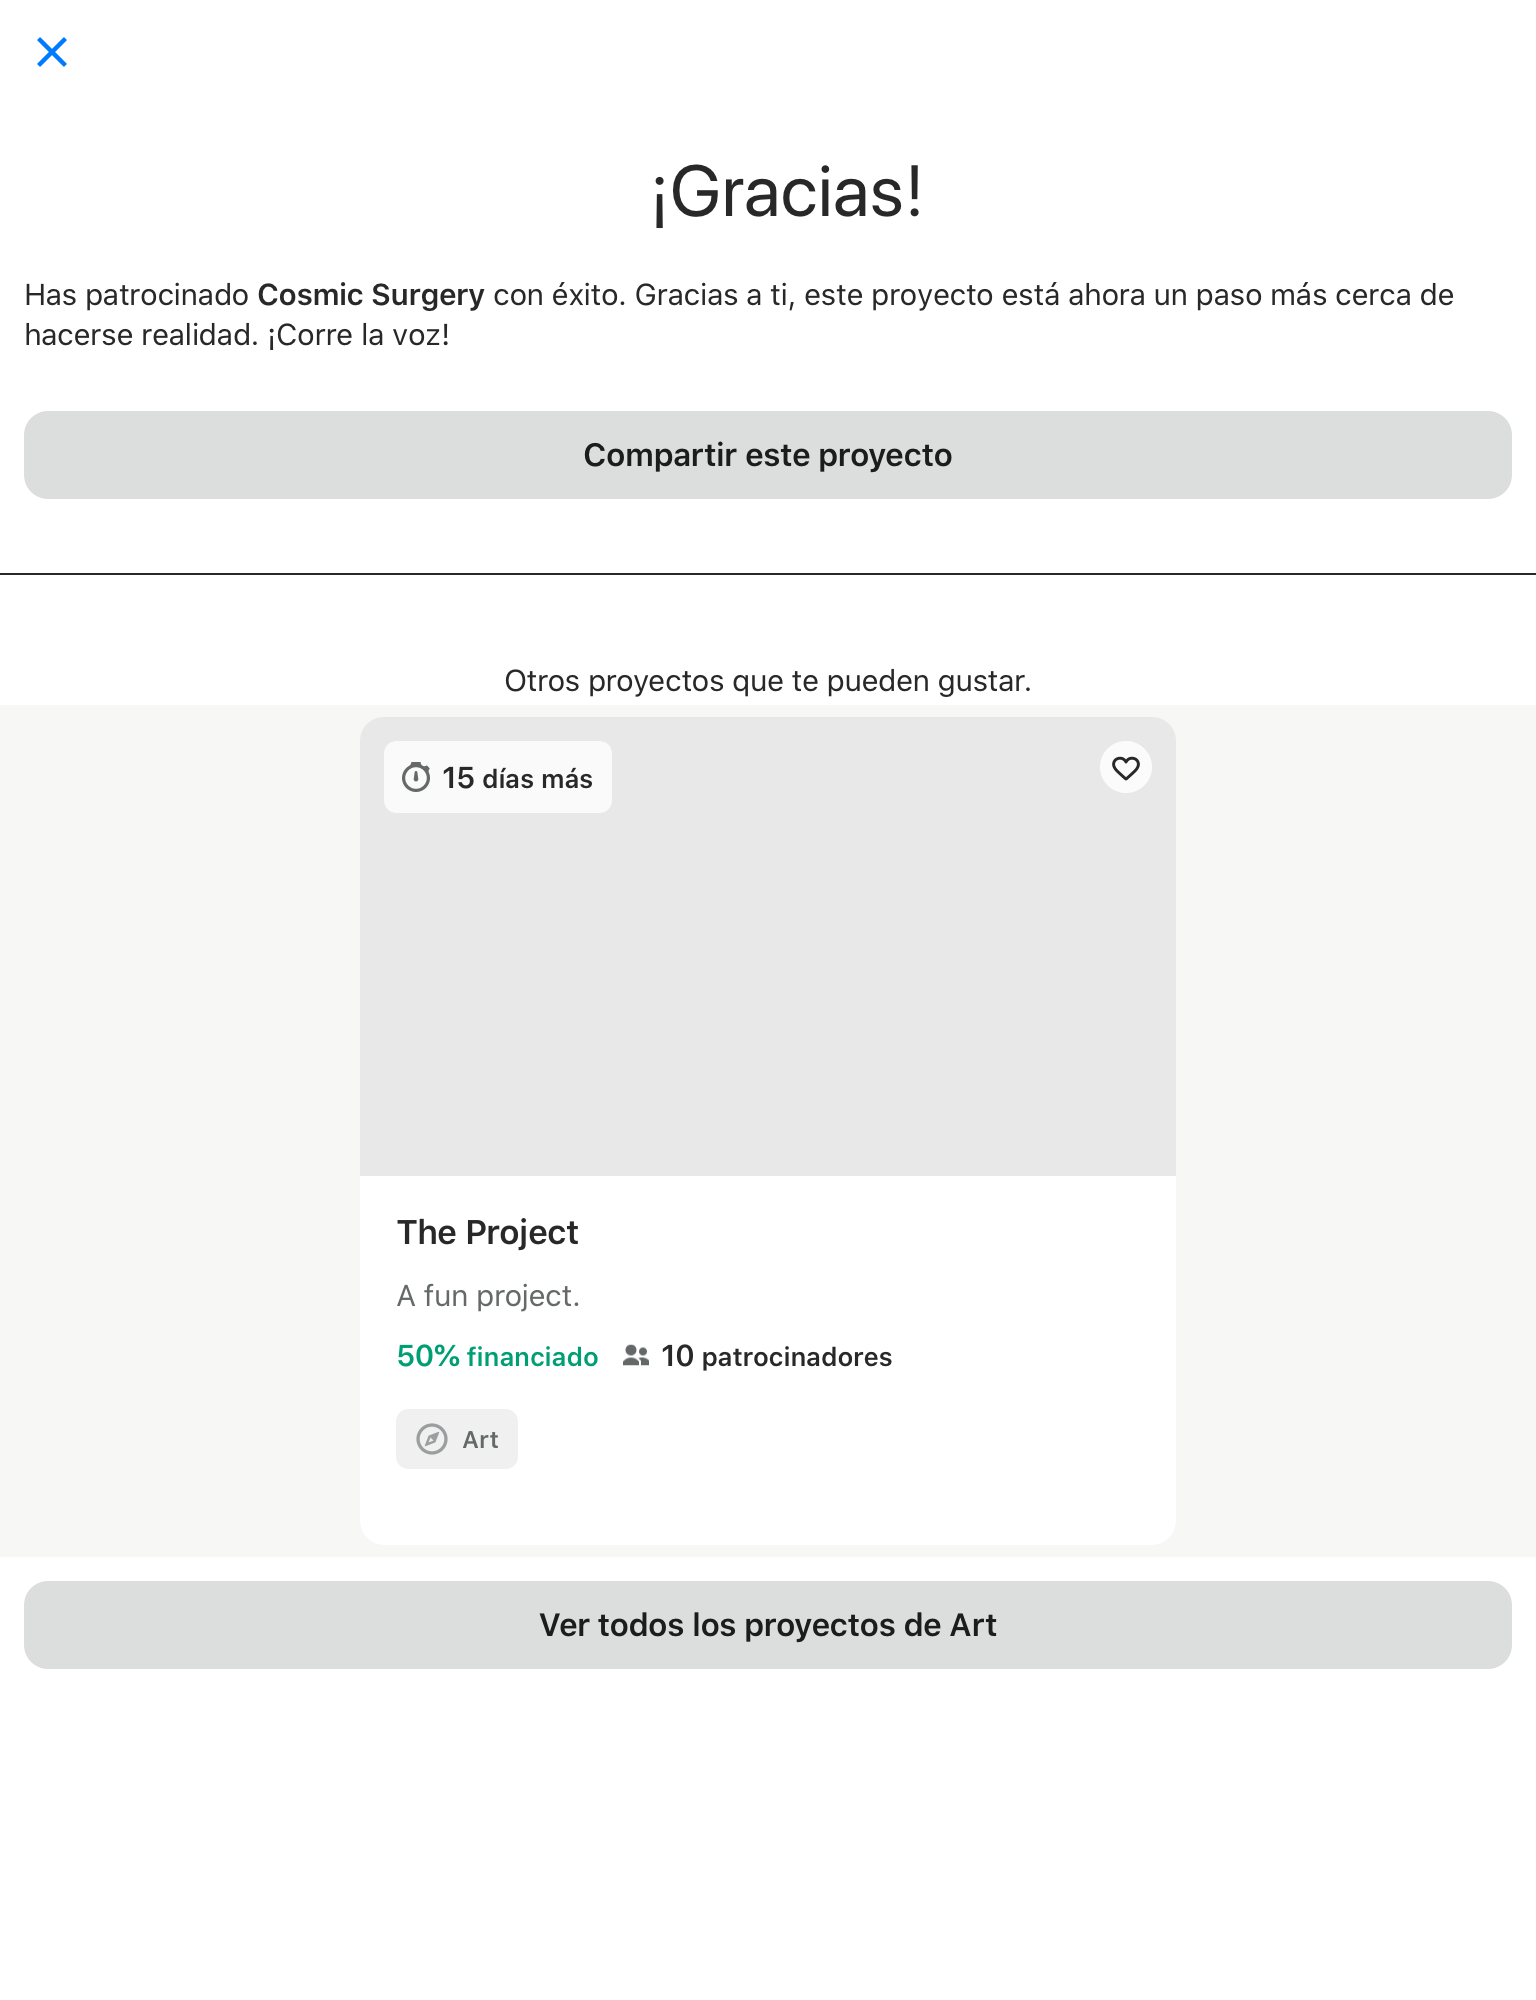 ¡Gracias!
Has patrocinado Cosmic Surgery con éxito. Gracias a ti, este proyecto está ahora un paso más cerca de
hacerse realidad. ¡Corre la voz!
Compartir este proyecto
Otros proyectos que te pueden gustar.
15 días más
The Project
A fun project.
50% financiado 10 patrocinadores
Art
Ver todos los proyectos de Art